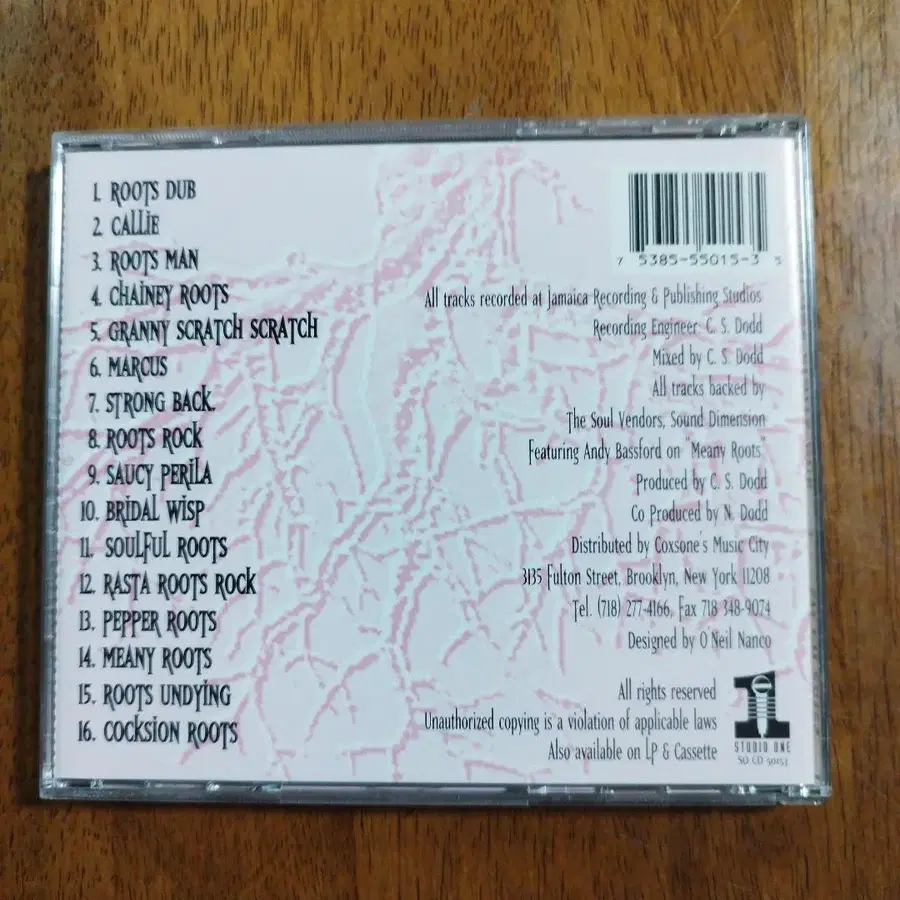 1. ROOTS DUB
2. CALLIE
3. ROOTS MAN
4. CHAINEY ROOTS
5. GRANNY SCRATCH SCRATCH
6. MARCUS
7. STRONG BACK.
8. ROOTS ROCK
9. SAUCY PERILA
10. BRIDAL WISP
11. SOULFUL ROOTS
12. RASTA ROOTS ROCK
13. PEPPER ROOTS
14. MEANY ROOTS
15. ROOTS UNDYING
16. COCKSION ROOTS
7 5385-55015-3 5
All tracks recorded at Jamaica Recording & Publishing Studios
Recording Engineer: C. S. Dodd
Mixed by C. S. Dodd
All tracks backed by
The Soul Vendors, Sound Dimension
Featuring Andy Bassford on "Meany Roots"
Produced by C. S. Dodd
Co Produced by N. Dodd
Distributed by Coxsone's Music City
3135 Fulton Street, Brooklyn, New York 11208
Tel. (718) 277-4166, Fax 718 348-9074
Designed by O'Neil Nanco
All rights reserved
Unauthorized copying is a violation of applicable laws
Also available on LP & Cassette
1
STUDIO ONE
SO CD 50153